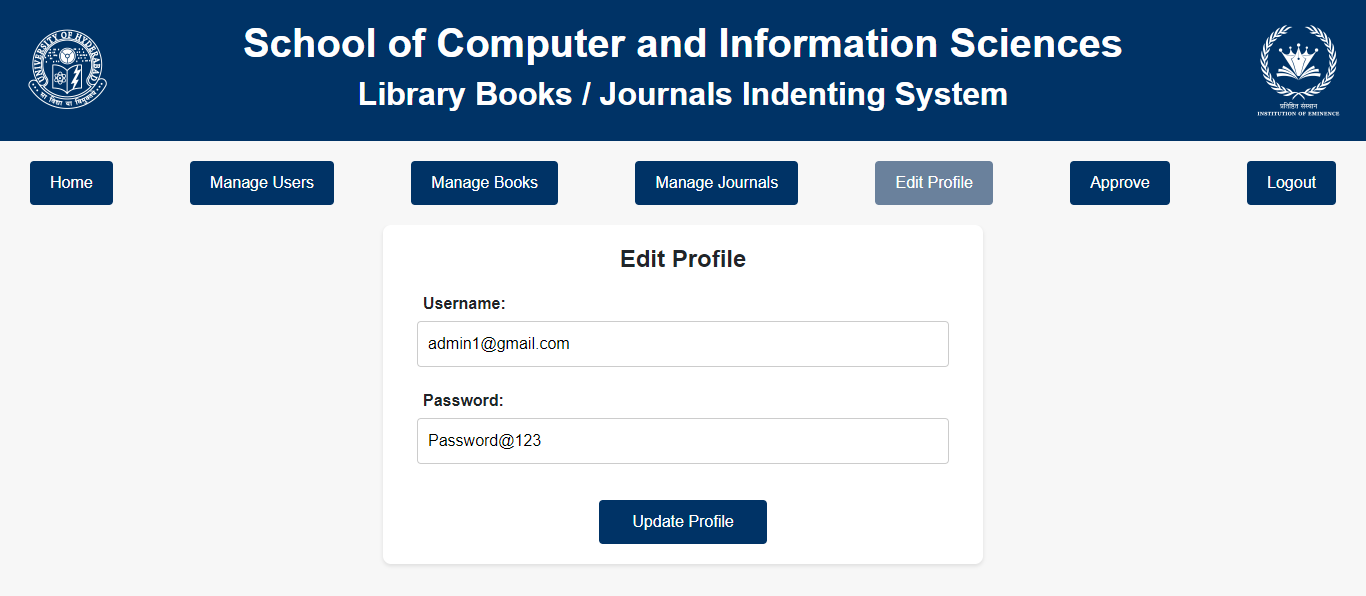 UNIVERSITY OF HYDERABAD
सा विद्या या विमुक्तये
School of Computer and Information Sciences
Library Books / Journals Indenting System
प्रतिष्ठित संस्थान
INSTITUTION OF EMINENCE
Home
Manage Users
Manage Books
Manage Journals
Edit Profile
Approve
Logout
Edit Profile
Username:
admin1@gmail.com
Password:
Password@123
Update Profile